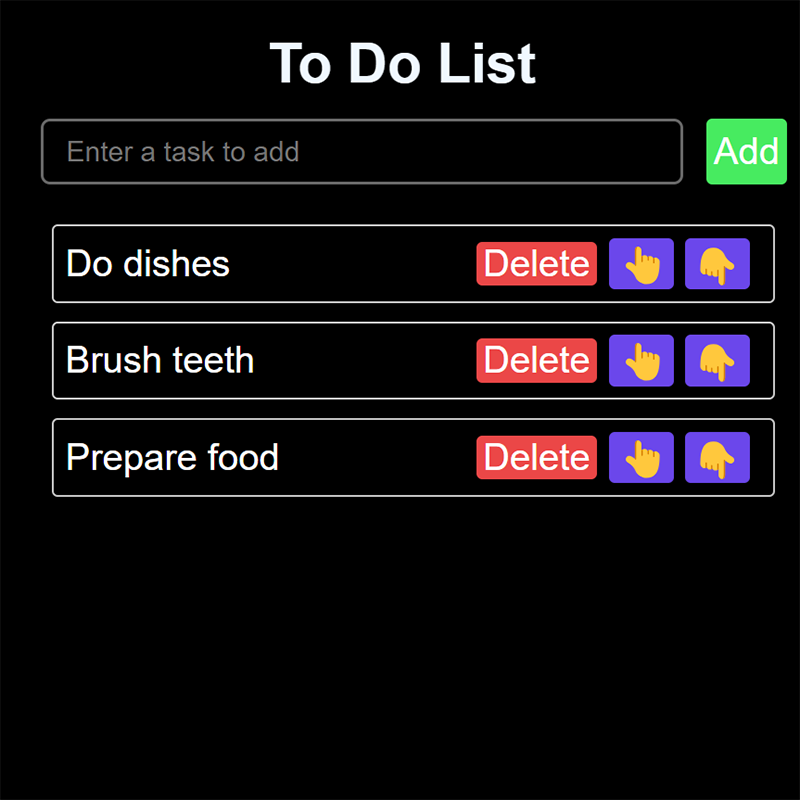 To Do List
Enter a task to add Add
Do dishes Delete
Brush teeth Delete
Prepare food Delete